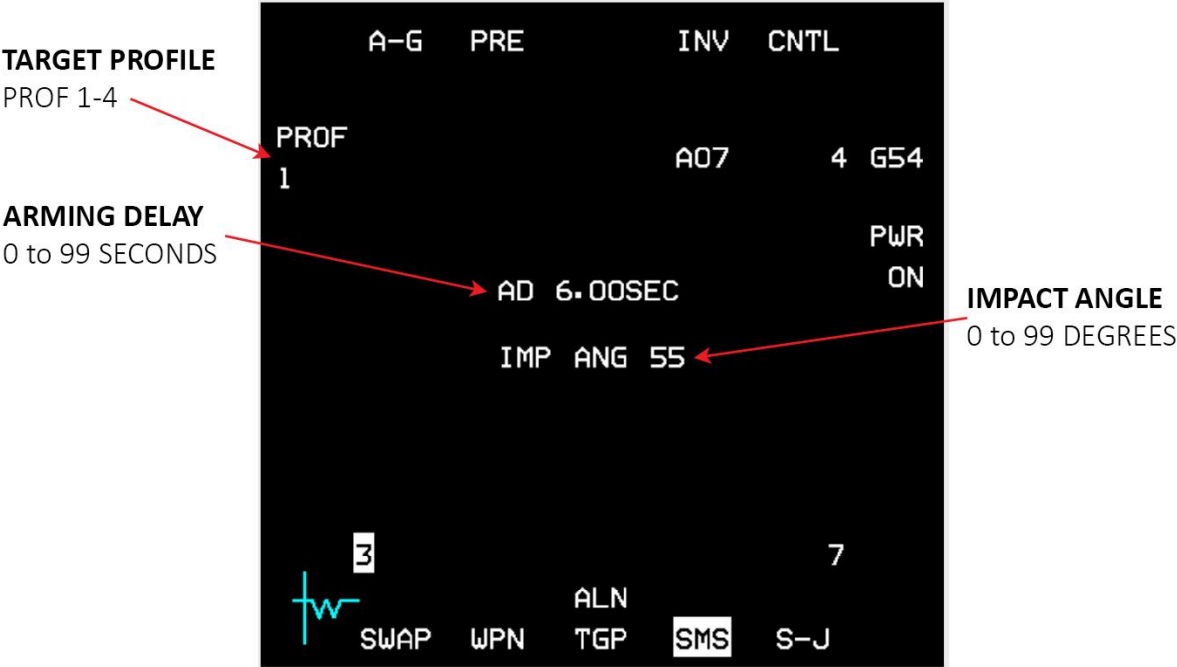 A-G PRE INV CNTL
TARGET PROFILE
PROF 1-4
PROF
1
A07 4 G54
ARMING DELAY
0 to 99 SECONDS
PWR
ON
AD 6.00SEC
IMPACT ANGLE
0 to 99 DEGREES
IMP ANG 55
3 7
ALN
SWAP WPN TGP SMS S-J